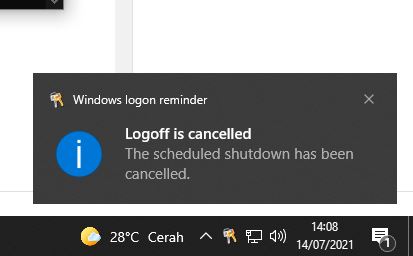 Windows logon reminder
Logoff is cancelled
The scheduled shutdown has been
cancelled.
28°C Cerah
14:08
14/07/2021
1